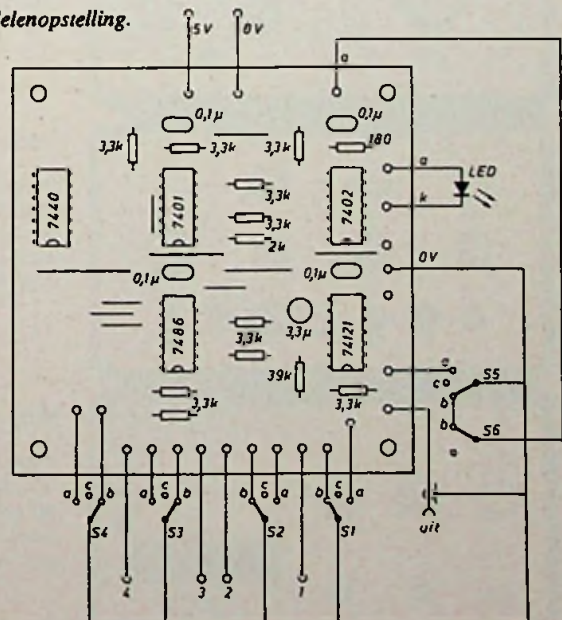 elenopstelling.
5V 0V
a
0,1µ 0,1µ
3,3k 3,3k 3,3k 180
a LED
7440 7401 3,3k 7402
k
3,3k
2k
0V
0,1µ 0,1µ
7486 3,3µ 74121
3,3k
39k 3,3k
3,3k
a
c S5
b
b S6
a
a c b a c b b c a b c a
S4 S3 S2 S1
uit
4 3 2 1